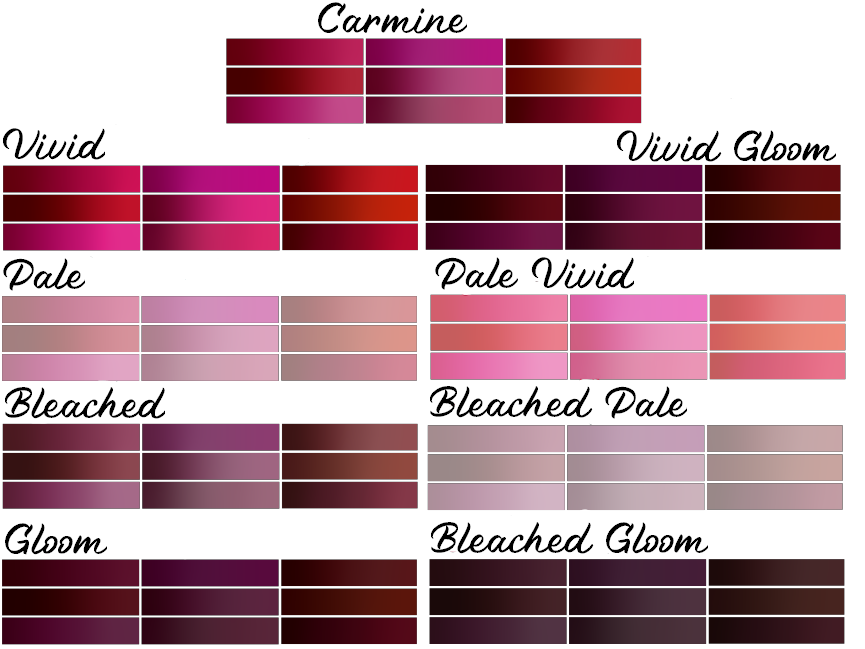 Carmine
Vivid
Vivid Gloom
Pale
Pale Vivid
Bleached
Bleached Pale
Gloom
Bleached Gloom